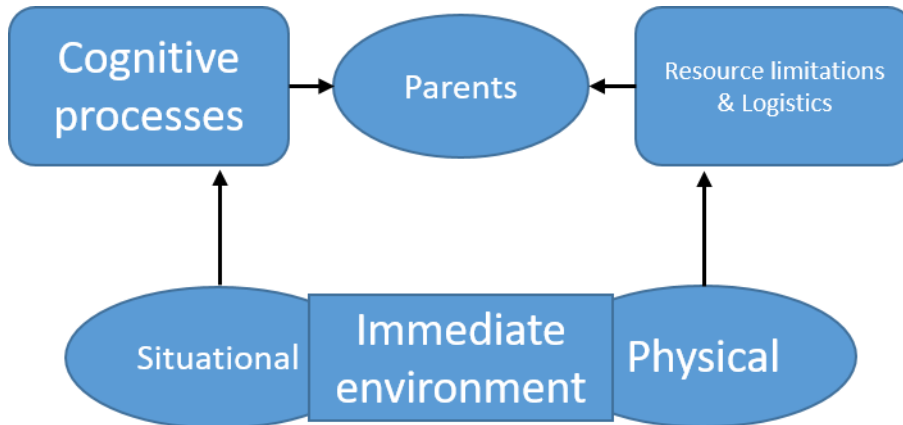 Cognitive
processes
Parents
Resource limitations
& Logistics
Situational
Immediate
environment
Physical